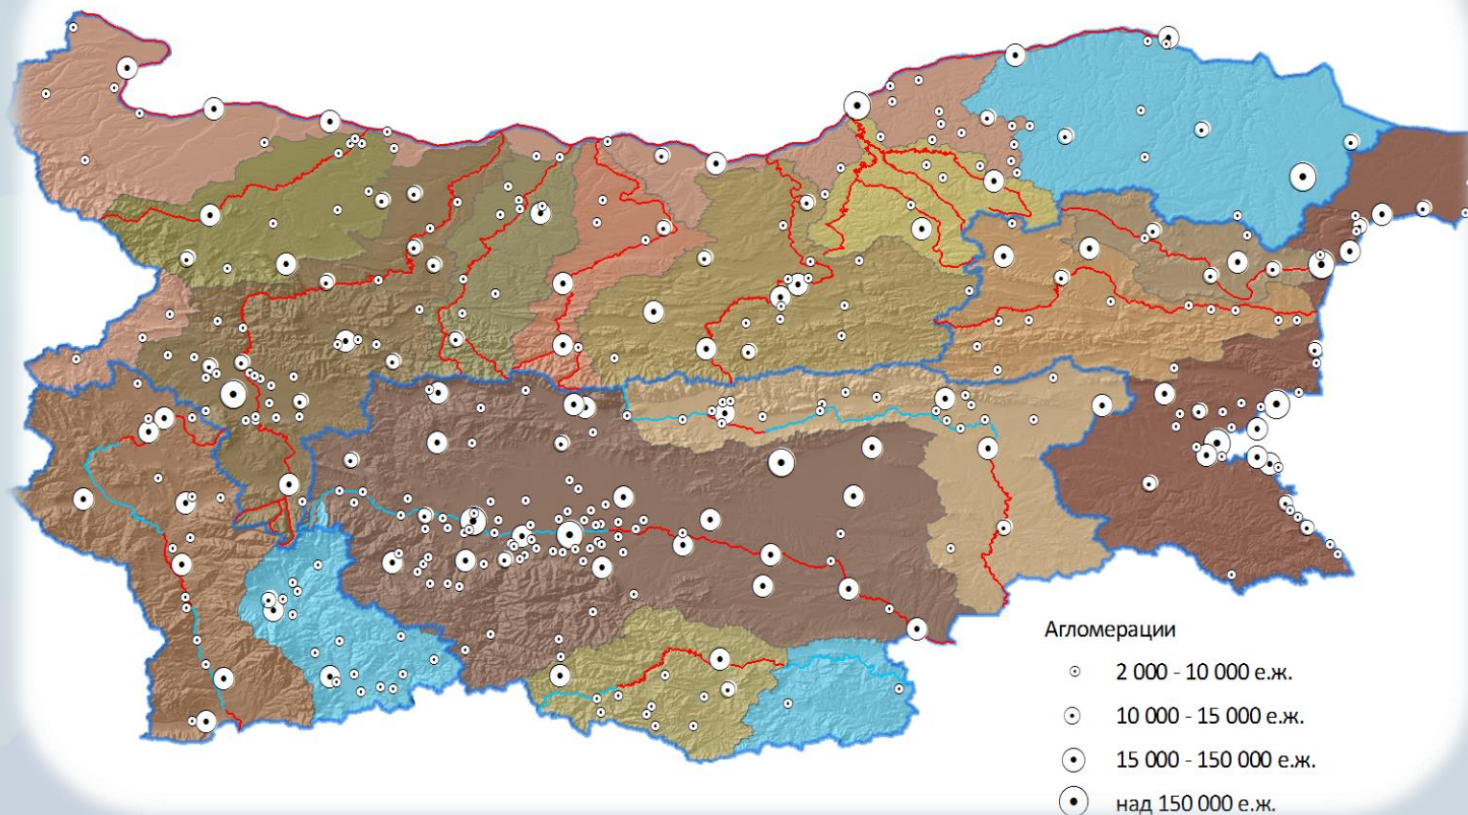 Агломерации
2 000 - 10 000 е.ж.
10 000 - 15 000 е.ж.
15 000 - 150 000 е.ж.
над 150 000 е.ж.